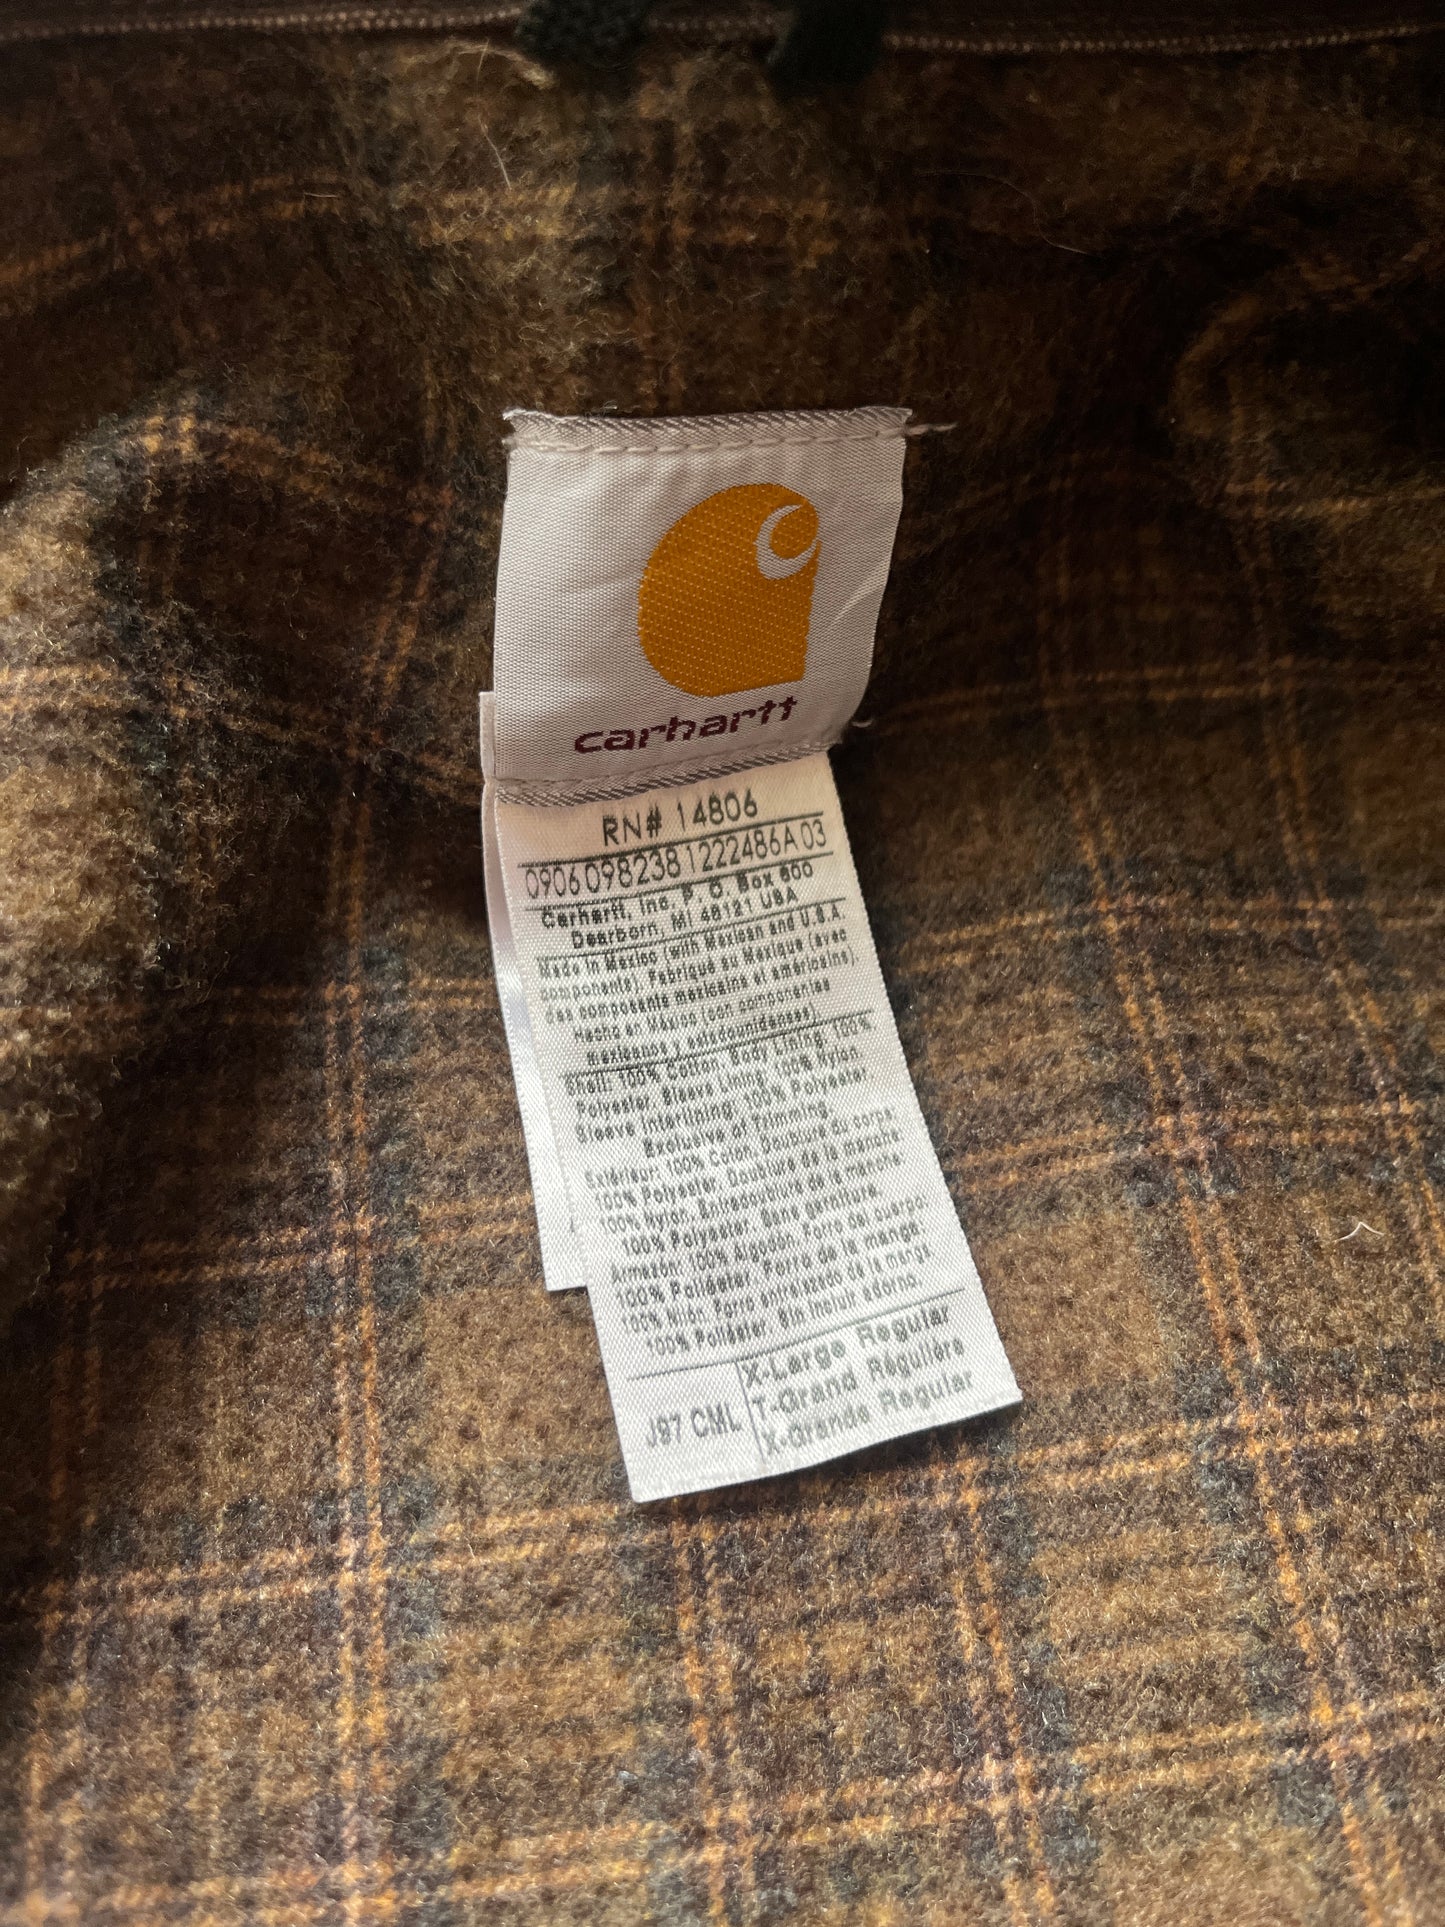 carhartt
RN# 14806
0906098238 1222486A 03
Carhartt, Inc. P. O. Box 600
Dearborn, MI 48121 USA
Made in Mexico (with Mexican and U.S.A.
components). Fabriqué au Mexique (avec
des composants mexicains et américains).
Hecho en México (con componentes
mexicanos y estadounidenses)
Shell: 100% Cotton. Body Lining: 100%
Polyester. Sleeve Lining: 100% Nylon.
Sleeve Interlining: 100% Polyester
Exclusive of Trimming.
Extérieur: 100% Coton. Doublure du corps:
100% Polyester. Doublure de la manche:
100% Nylon. Entredoublure de la manche:
100% Polyester. Sans garniture.
Armazón: 100% Algodón. Forro del cuerpo:
100% Poliéster. Forro de la manga:
100% Nilón. Forro entrelazado de la manga:
100% Poliéster. Sin incluir adorno.
X-Large Regular
T-Grand Régulière
J97 CML X-Grande Regular